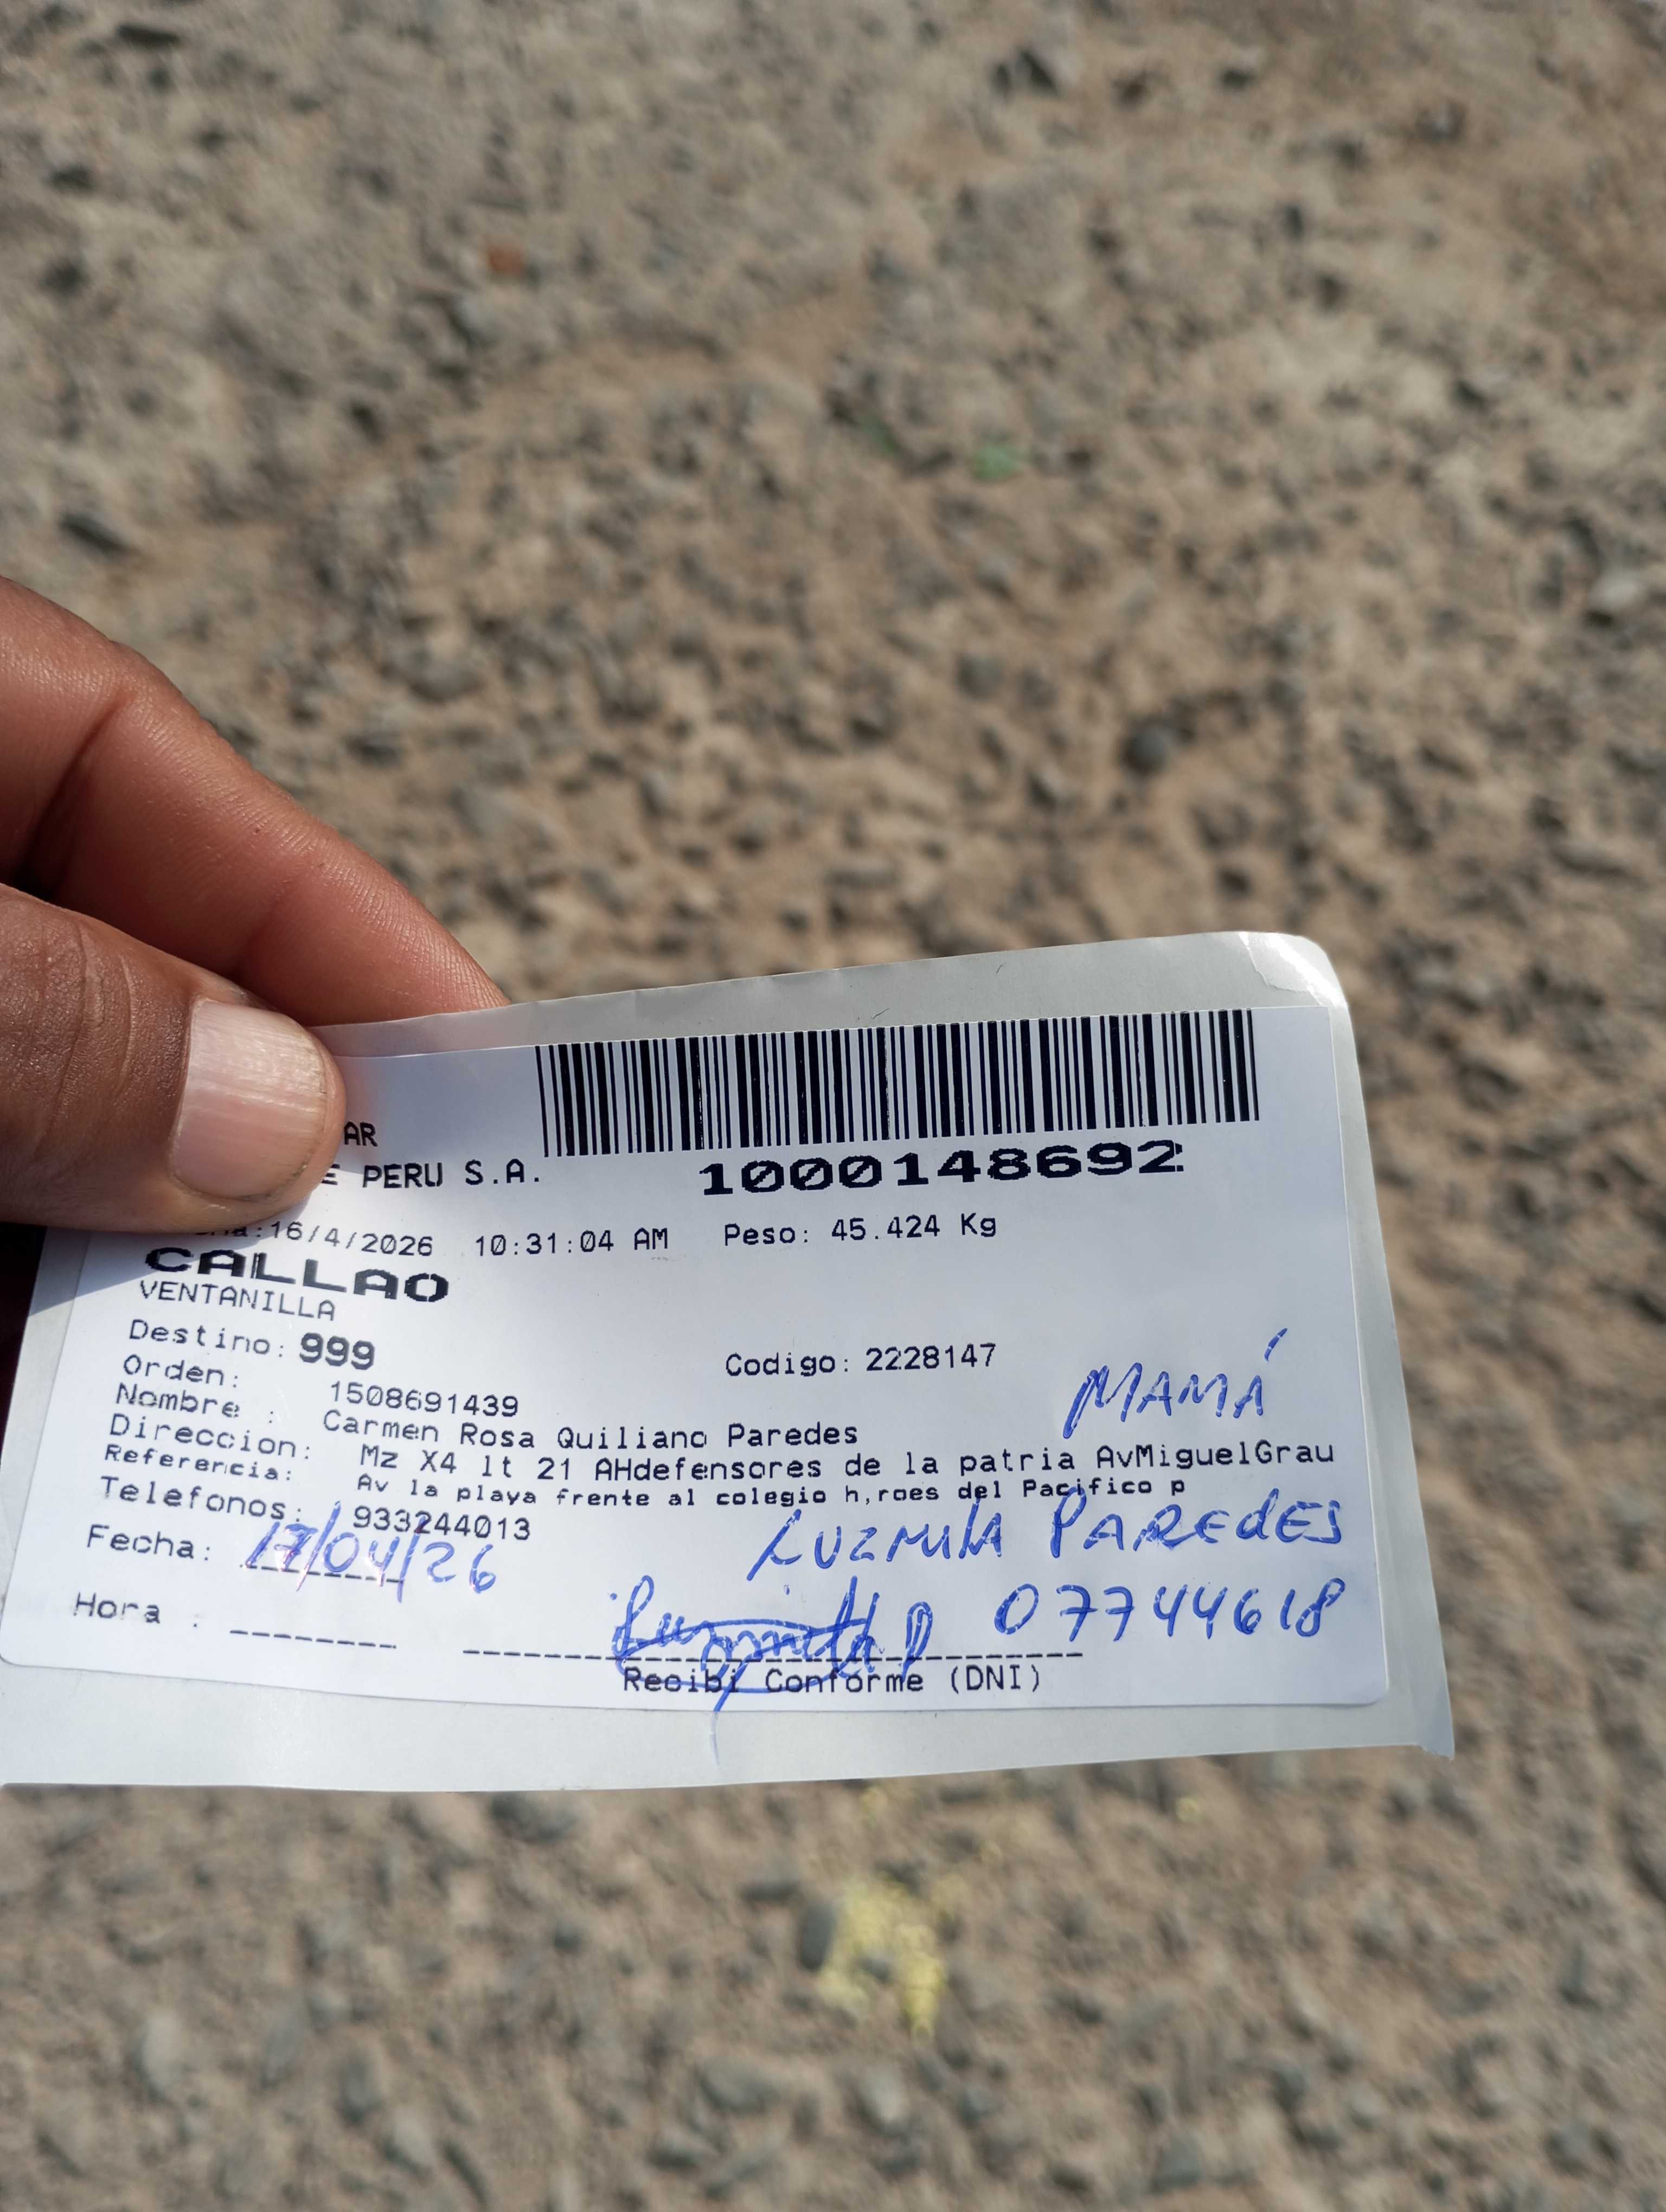 AR
PERU S.A.
1000148692
16/4/2026 10:31:04 AM Peso: 45.424 Kg
CALLAO
VENTANILLA
Destino: 999
Codigo: 2228147
Orden: 1508691439
MAMÁ
Nombre : Carmen Rosa Quiliano Paredes
Direccion: Mz X4 lt 21 AHdefensores de la patria AvMiguelGrau
Referencia: Av la playa frente al colegio h,roes del Pacifico p
Telefonos: 933244013
LUZMILA PAREDES
Fecha: 17/04/26
07744618
Hora :
Luzmila P
Recibi Conforme (DNI)